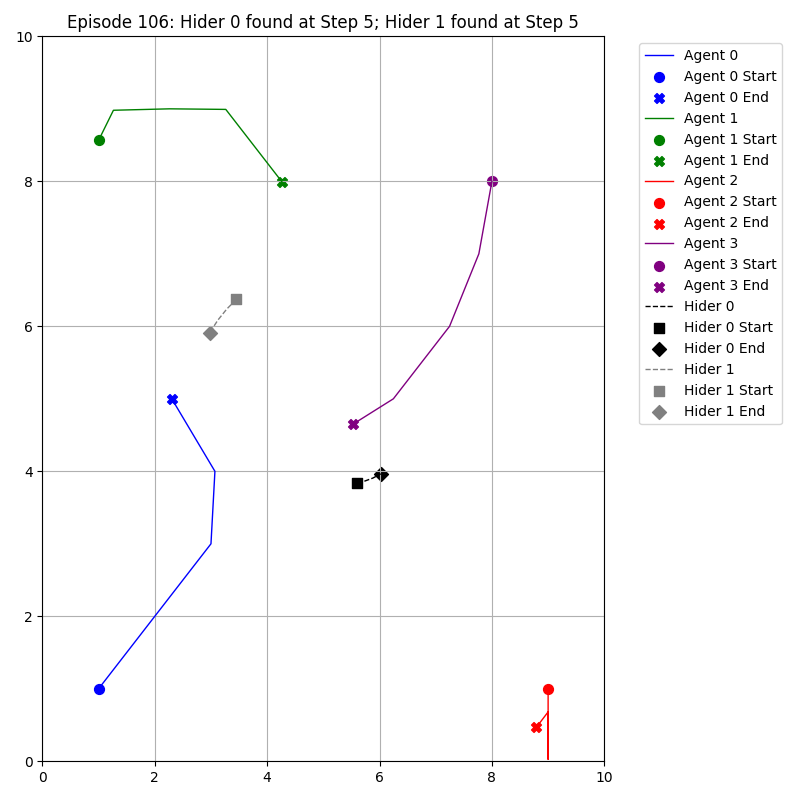 Episode 106: Hider 0 found at Step 5; Hider 1 found at Step 5
10
8
6
4
2
0
0 2 4 6 8 10
Agent 0
Agent 0 Start
Agent 0 End
Agent 1
Agent 1 Start
Agent 1 End
Agent 2
Agent 2 Start
Agent 2 End
Agent 3
Agent 3 Start
Agent 3 End
Hider 0
Hider 0 Start
Hider 0 End
Hider 1
Hider 1 Start
Hider 1 End